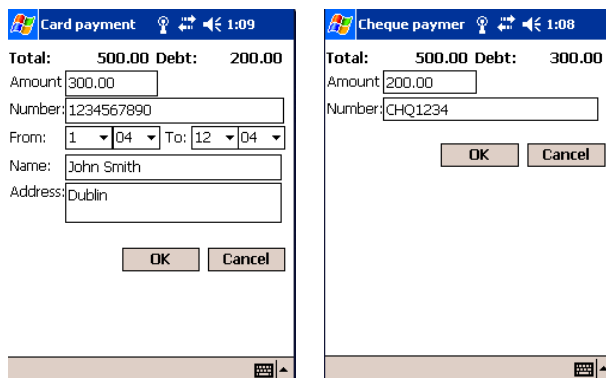 Card payment 1:09
Total: 500.00 Debt: 200.00
Amount 300.00
Number: 1234567890
From: 1 04 To: 12 04
Name: John Smith
Address: Dublin
OK Cancel
Cheque paymer 1:08
Total: 500.00 Debt: 300.00
Amount 200.00
Number: CHQ1234
OK Cancel